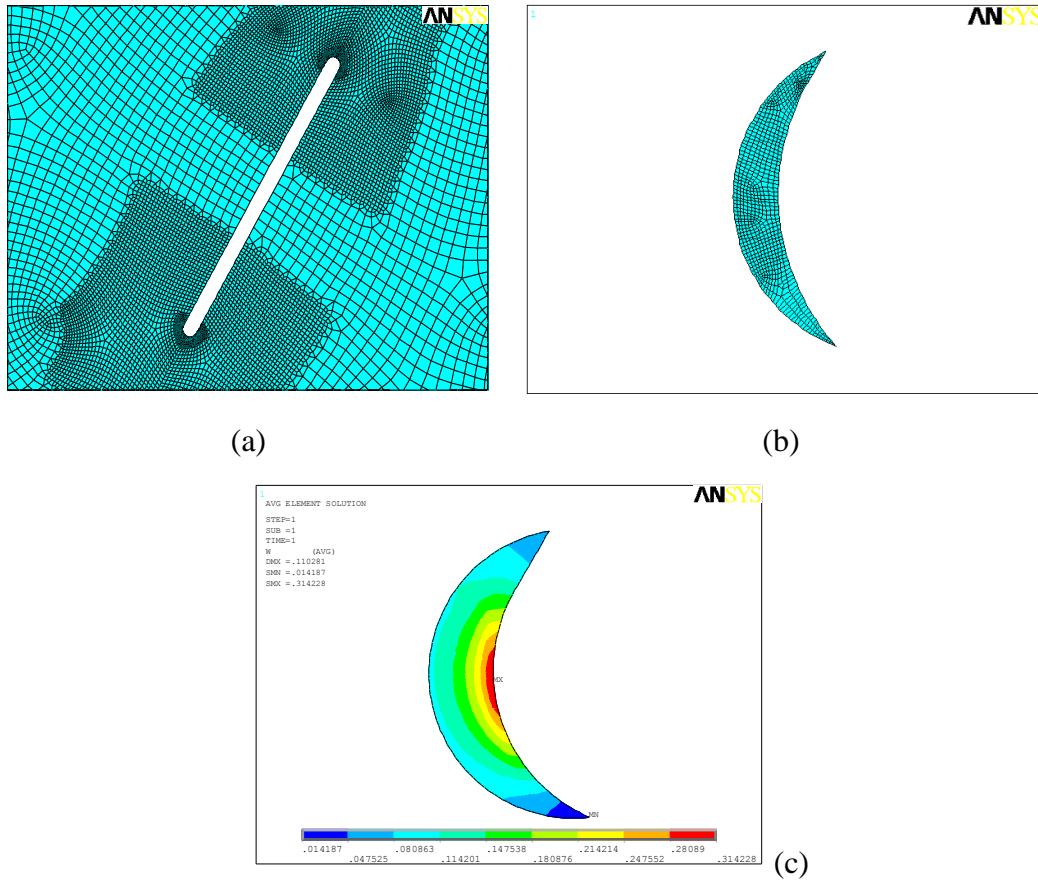 ANSYS
1
ANSYS
(a)
(b)
1
ANSYS
AVG ELEMENT SOLUTION
STEP=1
SUB =1
TIME=1
W (AVG)
DMX =.110281
SMN =.014187
SMX =.314228
MX
MN
.014187 .080863 .147538 .214214 .28089
.047525 .114201 .180876 .247552 .314228
(c)